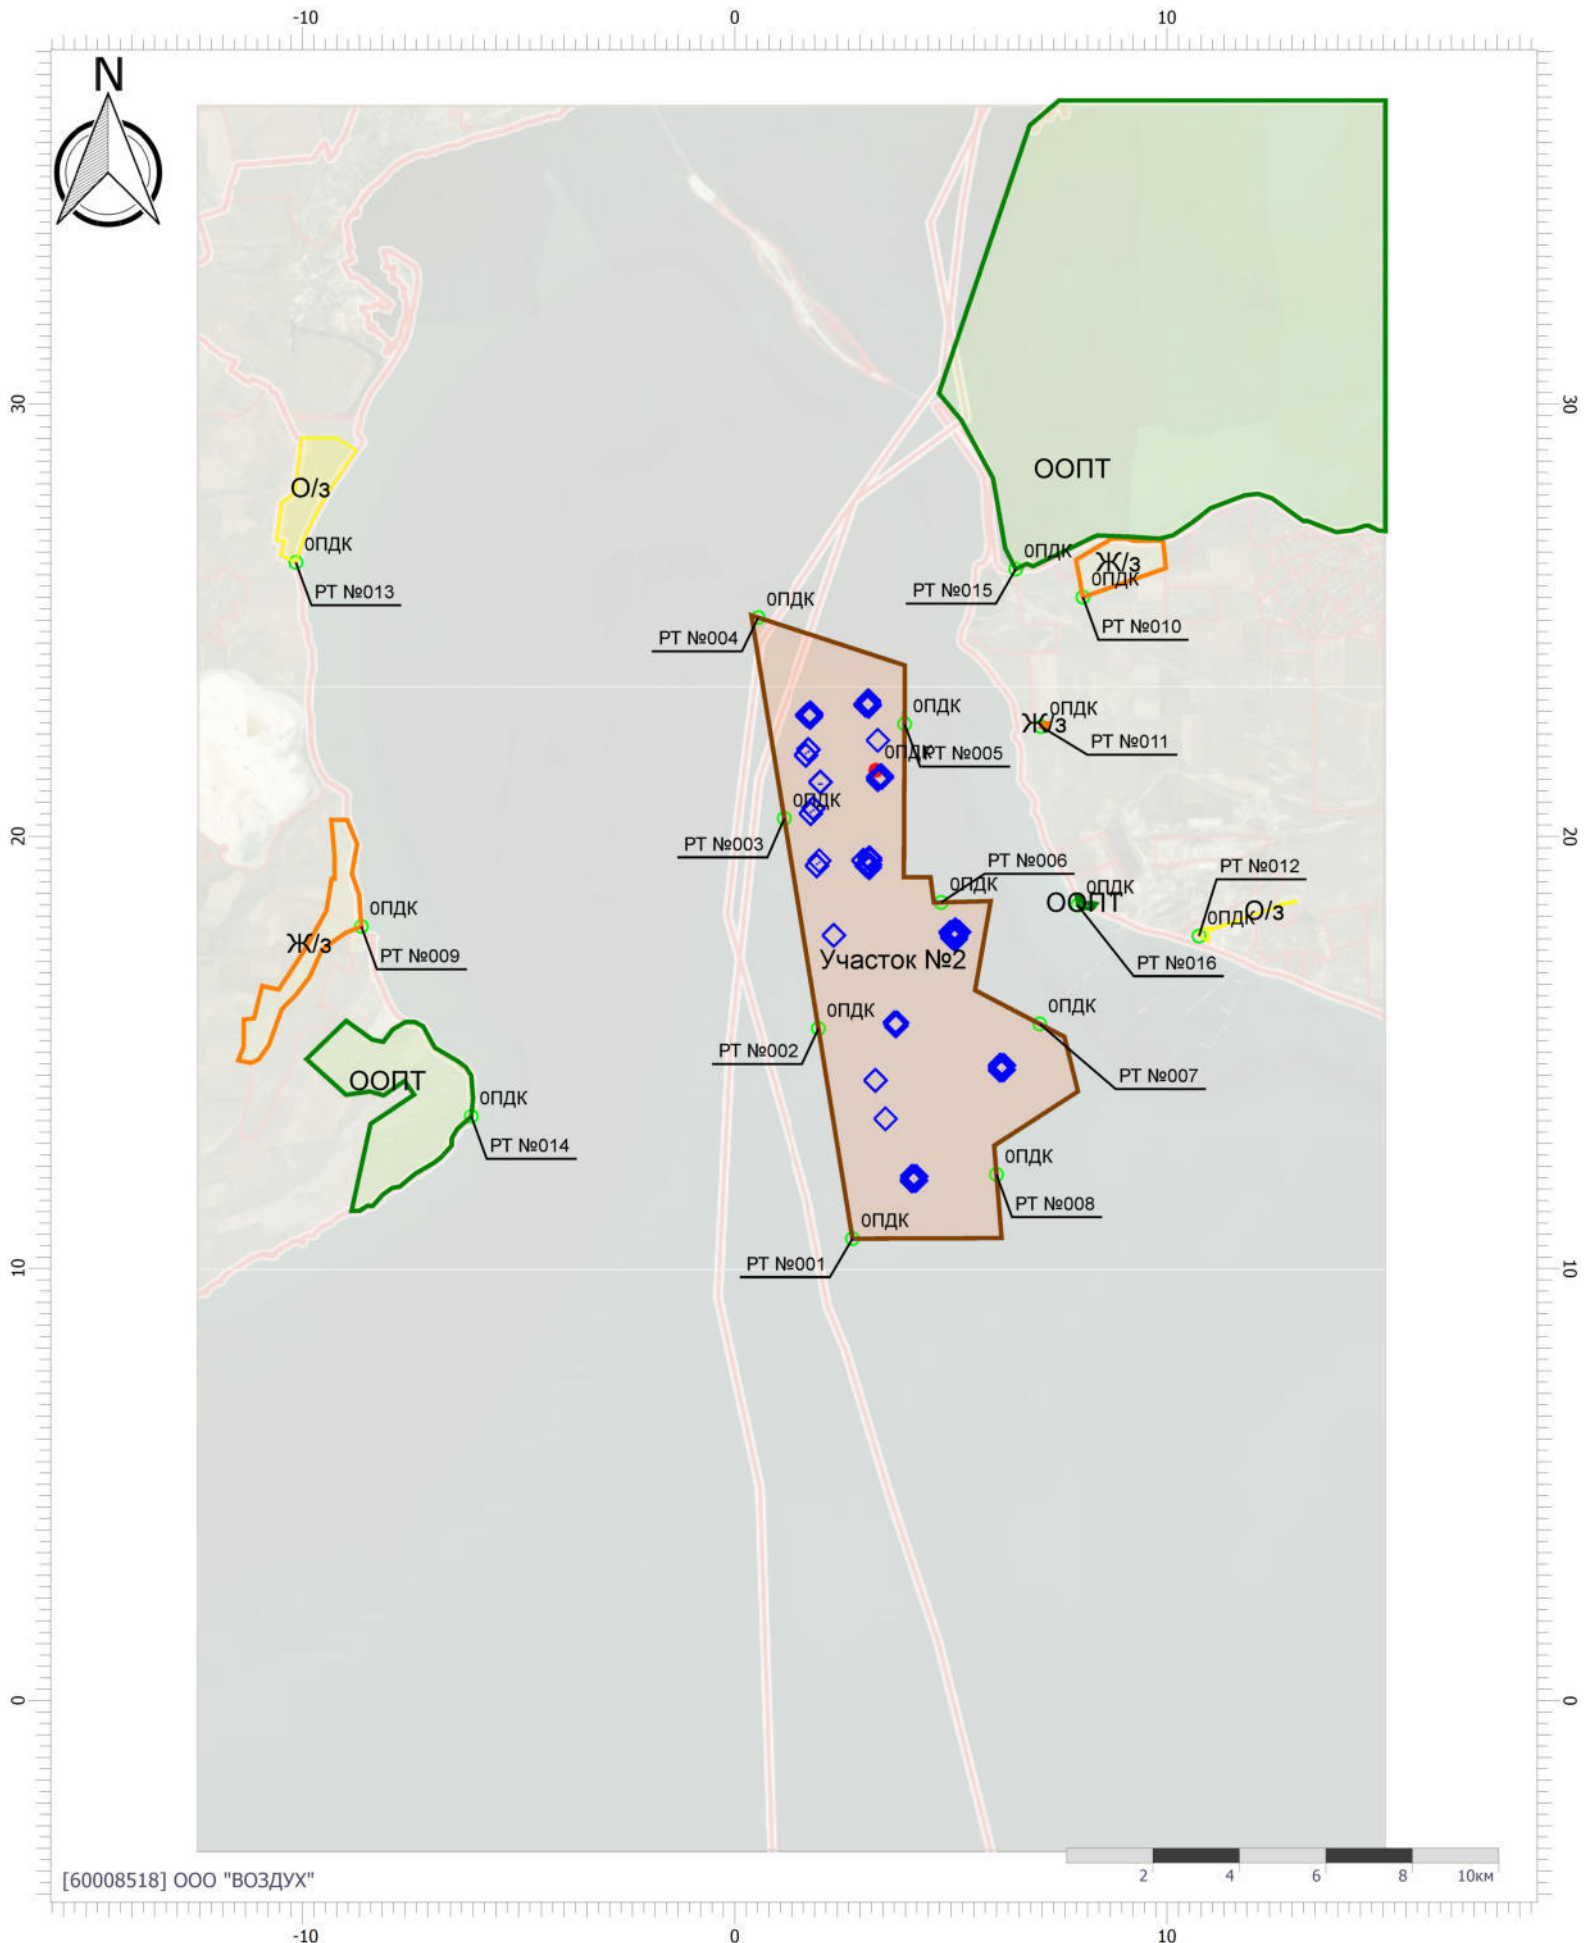 -10 0 10
N
30 30
ООПТ
О/з
0ПДК
РТ №013
0ПДК
РТ №015
Ж/з
0ПДК
РТ №010
0ПДК
РТ №004
0ПДК
РТ №005
0ПДК
0ПДК
Ж/з
РТ №011
20 20
0ПДК
РТ №003
РТ №006
0ПДК
0ПДК
ООПТ
РТ №016
РТ №012
0ПДК
О/з
0ПДК
Ж/з
РТ №009
Участок №2
0ПДК
РТ №002
0ПДК
РТ №007
ООПТ
0ПДК
РТ №014
0ПДК
РТ №008
0ПДК
РТ №001
10 10
0 0
2 4 6 8 10км
[60008518] ООО "ВОЗДУХ"
-10 0 10